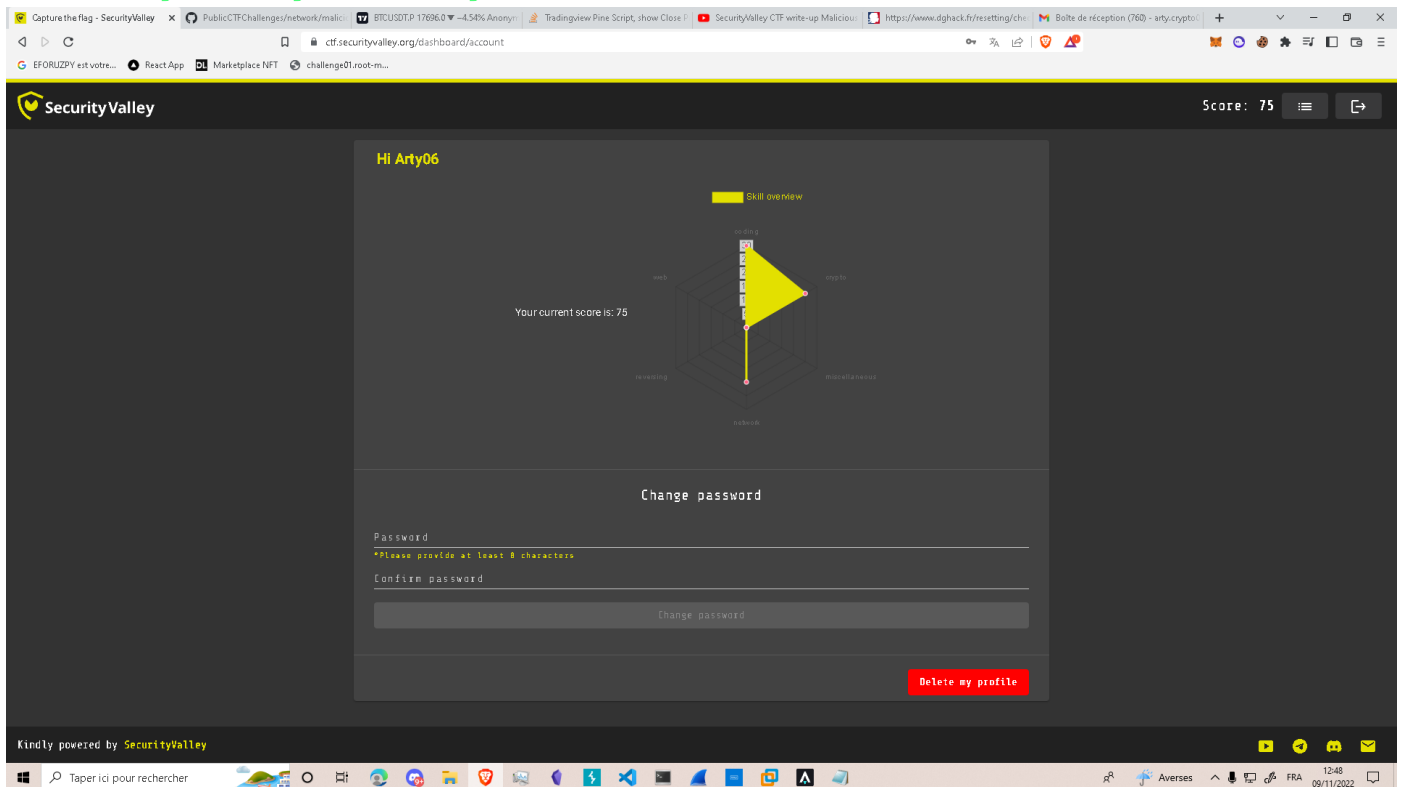 Capture the flag - SecurityValley
PublicCTFChallenges/network/malici
BTCUSDT.P 17696.0 ▼ −4.54% Anonym
Tradingview Pine Script, show Close P
SecurityValley CTF write-up Malicious
https://www.dghack.fr/resetting/che
Boîte de réception (760) - arty.crypto
ctf.securityvalley.org/dashboard/account
EFORUZPY est votre...
React App
Marketplace NFT
challenge01.root-m...
SecurityValley
Score: 75
Hi Arty06
Skill overview
coding
web
crypto
Your current score is: 75
reversing
miscellaneous
network
Change password
Password
*Please provide at least 8 characters
Confirm password
Change password
Delete my profile
Kindly powered by SecurityValley
Taper ici pour rechercher
Averses
FRA
12:48
09/11/2022